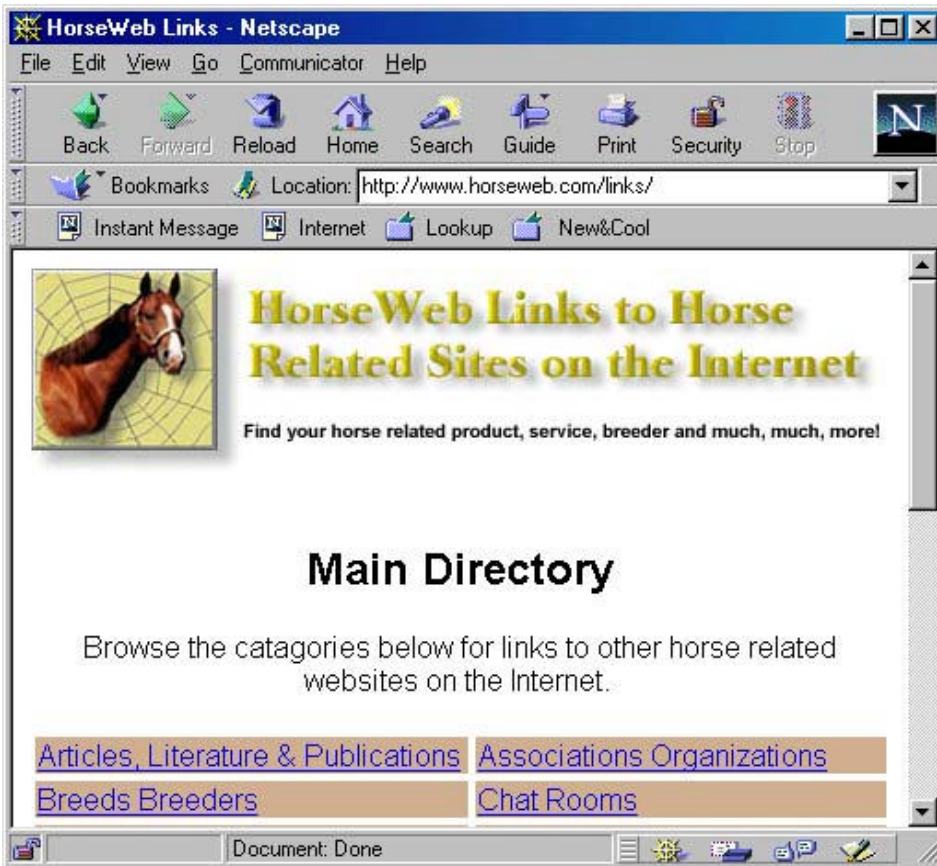 HorseWeb Links - Netscape
File Edit View Go Communicator Help
Back Forward Reload Home Search Guide Print Security Stop
N
Bookmarks Location: http://www.horseweb.com/links/
Instant Message Internet Lookup New&Cool
HorseWeb Links to Horse
Related Sites on the Internet
Find your horse related product, service, breeder and much, much, more!
Main Directory
Browse the catagories below for links to other horse related
websites on the Internet.
Articles, Literature & Publications Associations Organizations
Breeds Breeders Chat Rooms
Document: Done